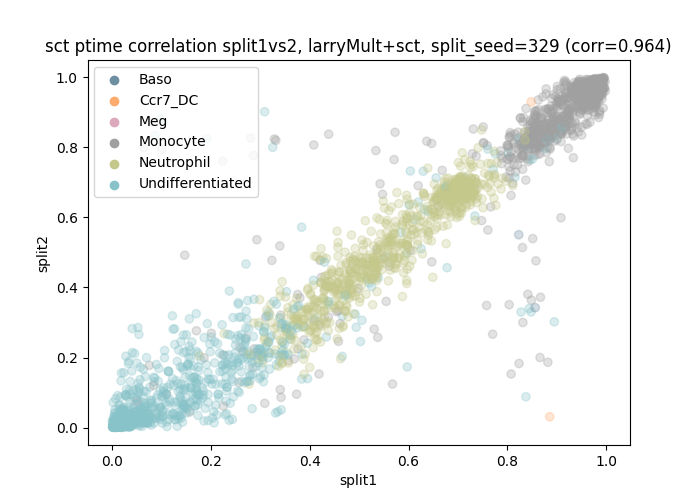 sct ptime correlation split1vs2, larryMult+sct, split_seed=329 (corr=0.964)
Baso
Ccr7_DC
Meg
Monocyte
Neutrophil
Undifferentiated
1.0
0.8
0.6
0.4
0.2
0.0
split2
0.0 0.2 0.4 0.6 0.8 1.0
split1